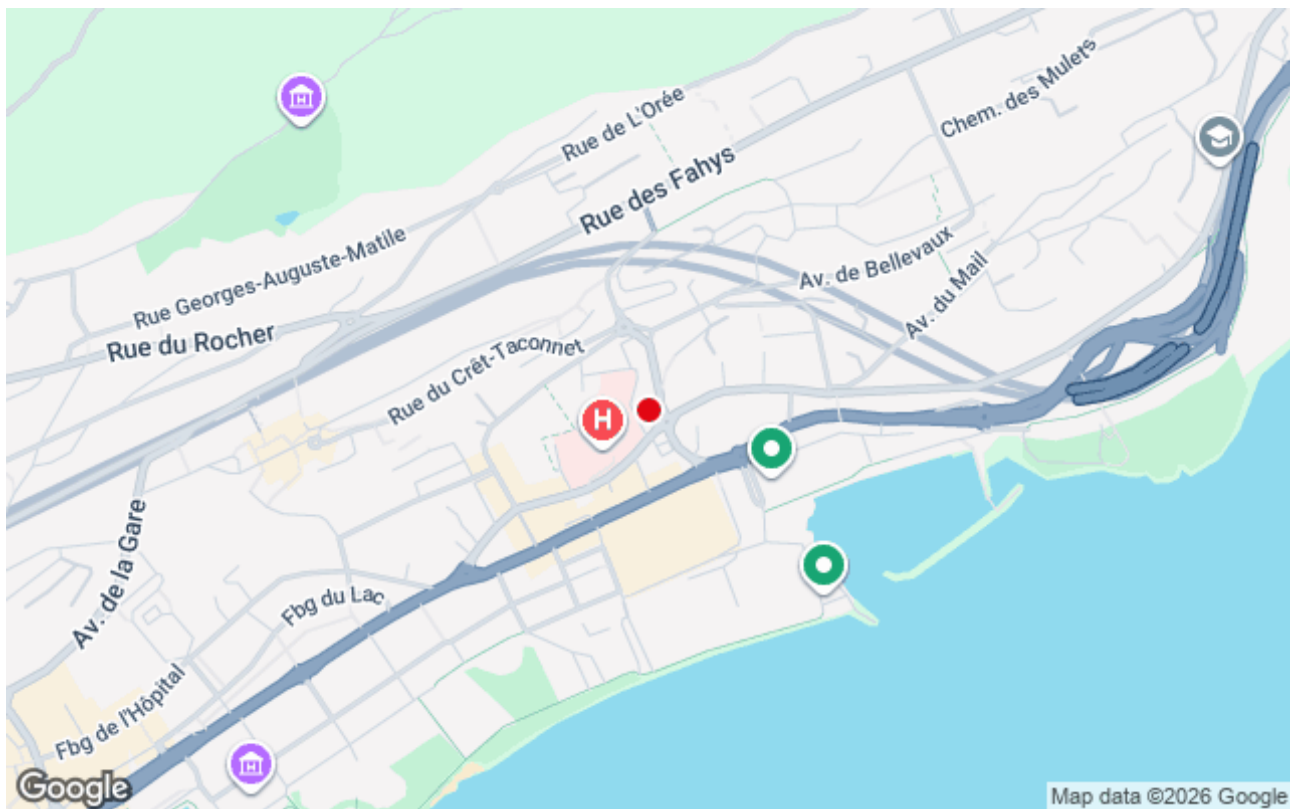 Chem. des Mulets
Rue de L'Orée
Rue des Fahys
Rue Georges-Auguste-Matile
Av. de Bellevaux
Av. du Mail
Rue du Rocher
Rue du Crêt-Taconnet
H
Av. de la Gare
Fbg du Lac
Fbg de l'Hôpital
Google
Map data ©2026 Google